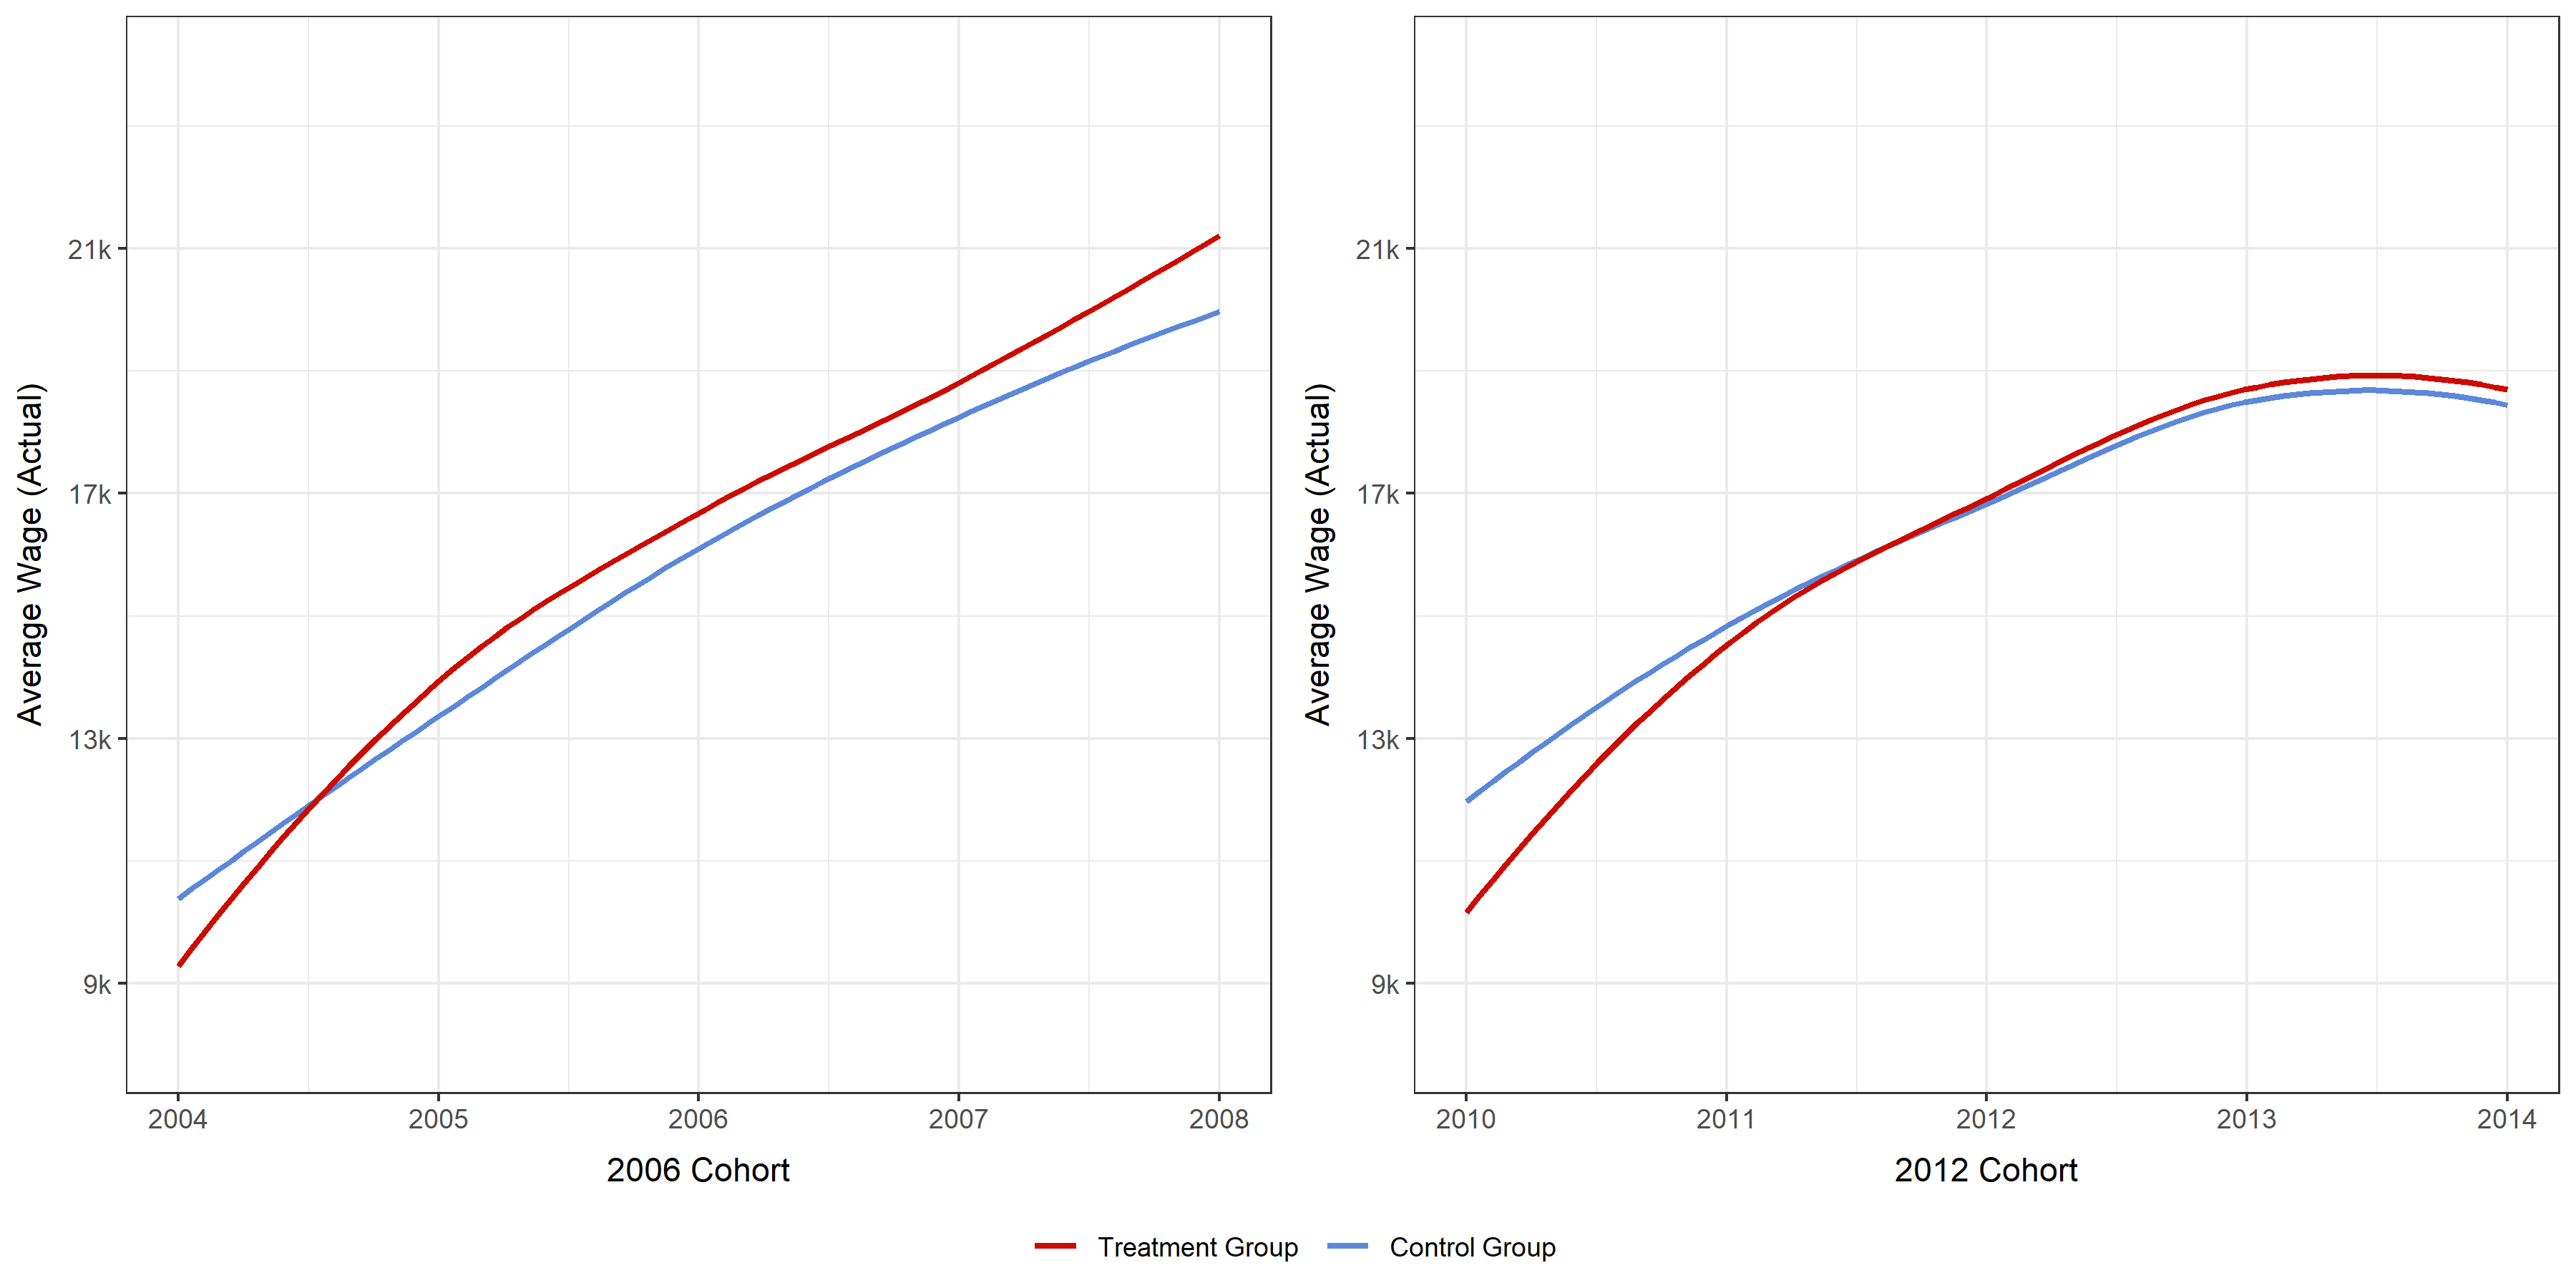 Average Wage (Actual)
21k
17k
13k
9k
2004 2005 2006 2007 2008
2006 Cohort
Average Wage (Actual)
21k
17k
13k
9k
2010 2011 2012 2013 2014
2012 Cohort
Treatment Group Control Group